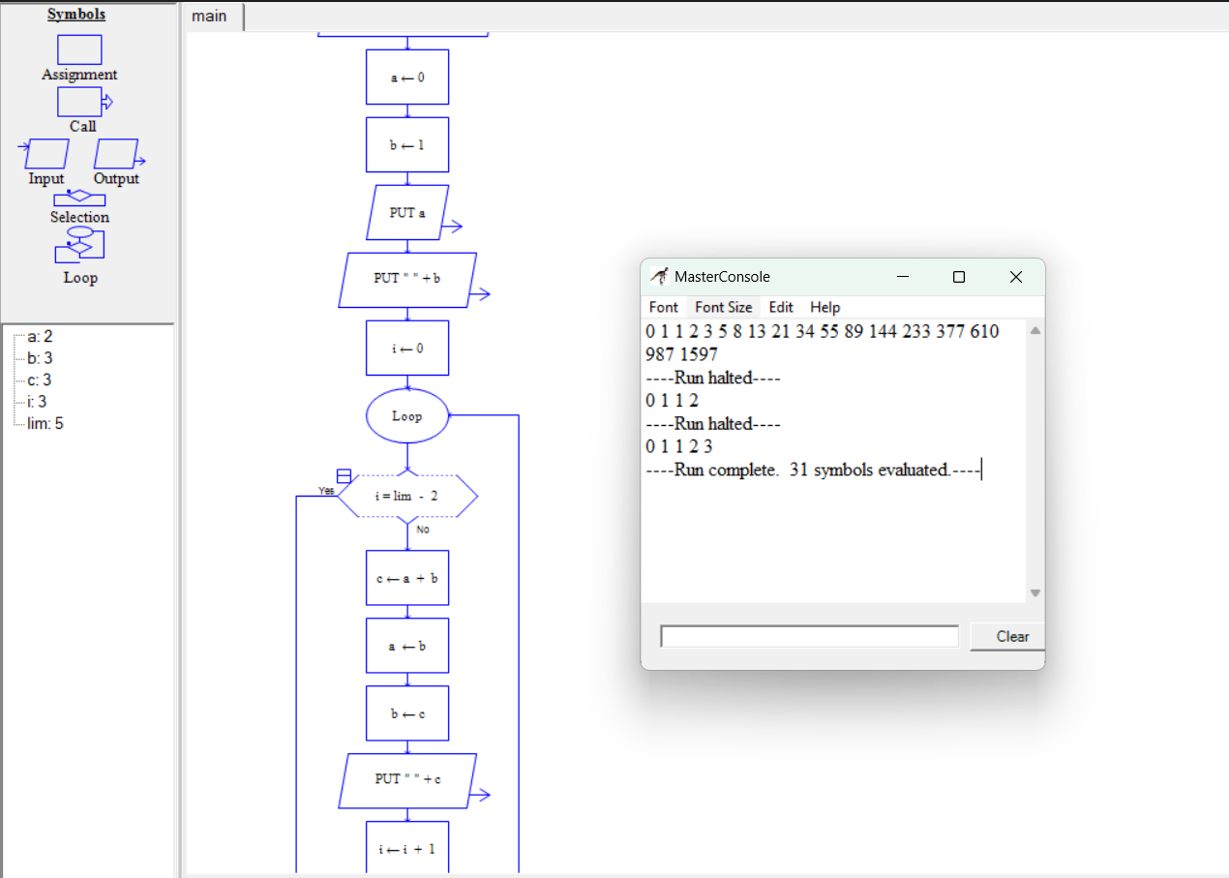 Symbols
Assignment
Call
Input Output
Selection
Loop
a: 2
b: 3
c: 3
i: 3
lim: 5
main
a ← 0
b ← 1
PUT a
PUT " "+b
i ← 0
Loop
Yes
i = lim - 2
No
c ← a + b
a ← b
b ← c
PUT " "+c
i ← i + 1
MasterConsole
Font Font Size Edit Help
0 1 1 2 3 5 8 13 21 34 55 89 144 233 377 610
987 1597
----Run halted----
0 1 1 2
----Run halted----
0 1 1 2 3
----Run complete.  31 symbols evaluated.----
Clear